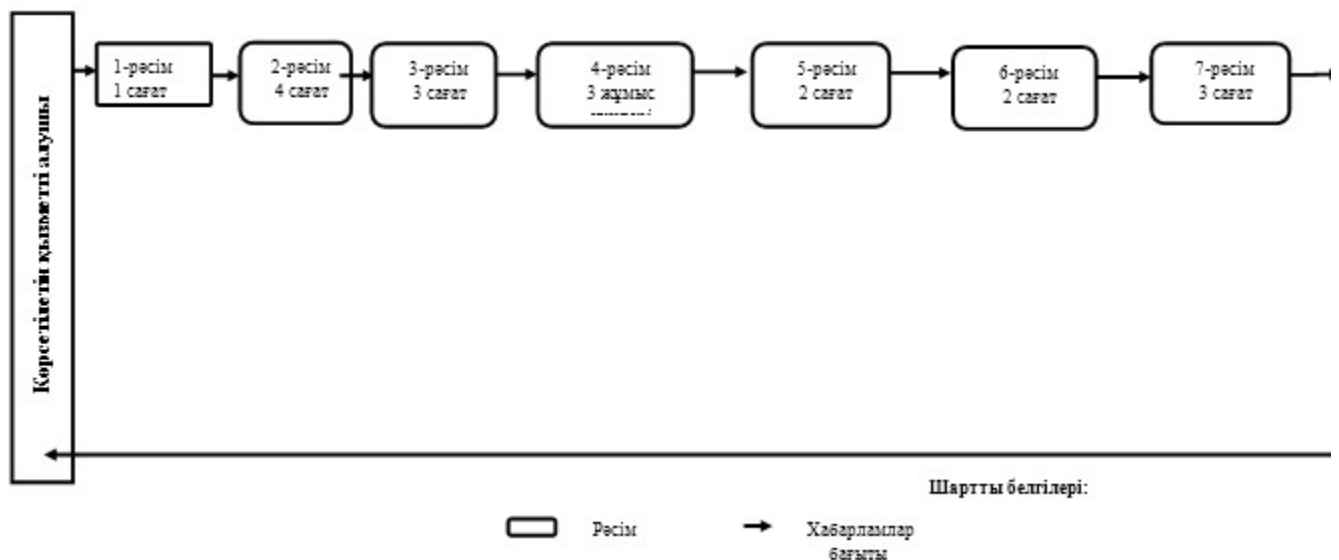 Көрсетілетін қызметті алушы
1-рәсім
1 сағат
2-рәсім
4 сағат
3-рәсім
3 сағат
4-рәсім
3 жұмыс
5-рәсім
2 сағат
6-рәсім
2 сағат
7-рәсім
3 сағат
Шартты белгілері:
Рәсім
Хабарламлар
бағыты